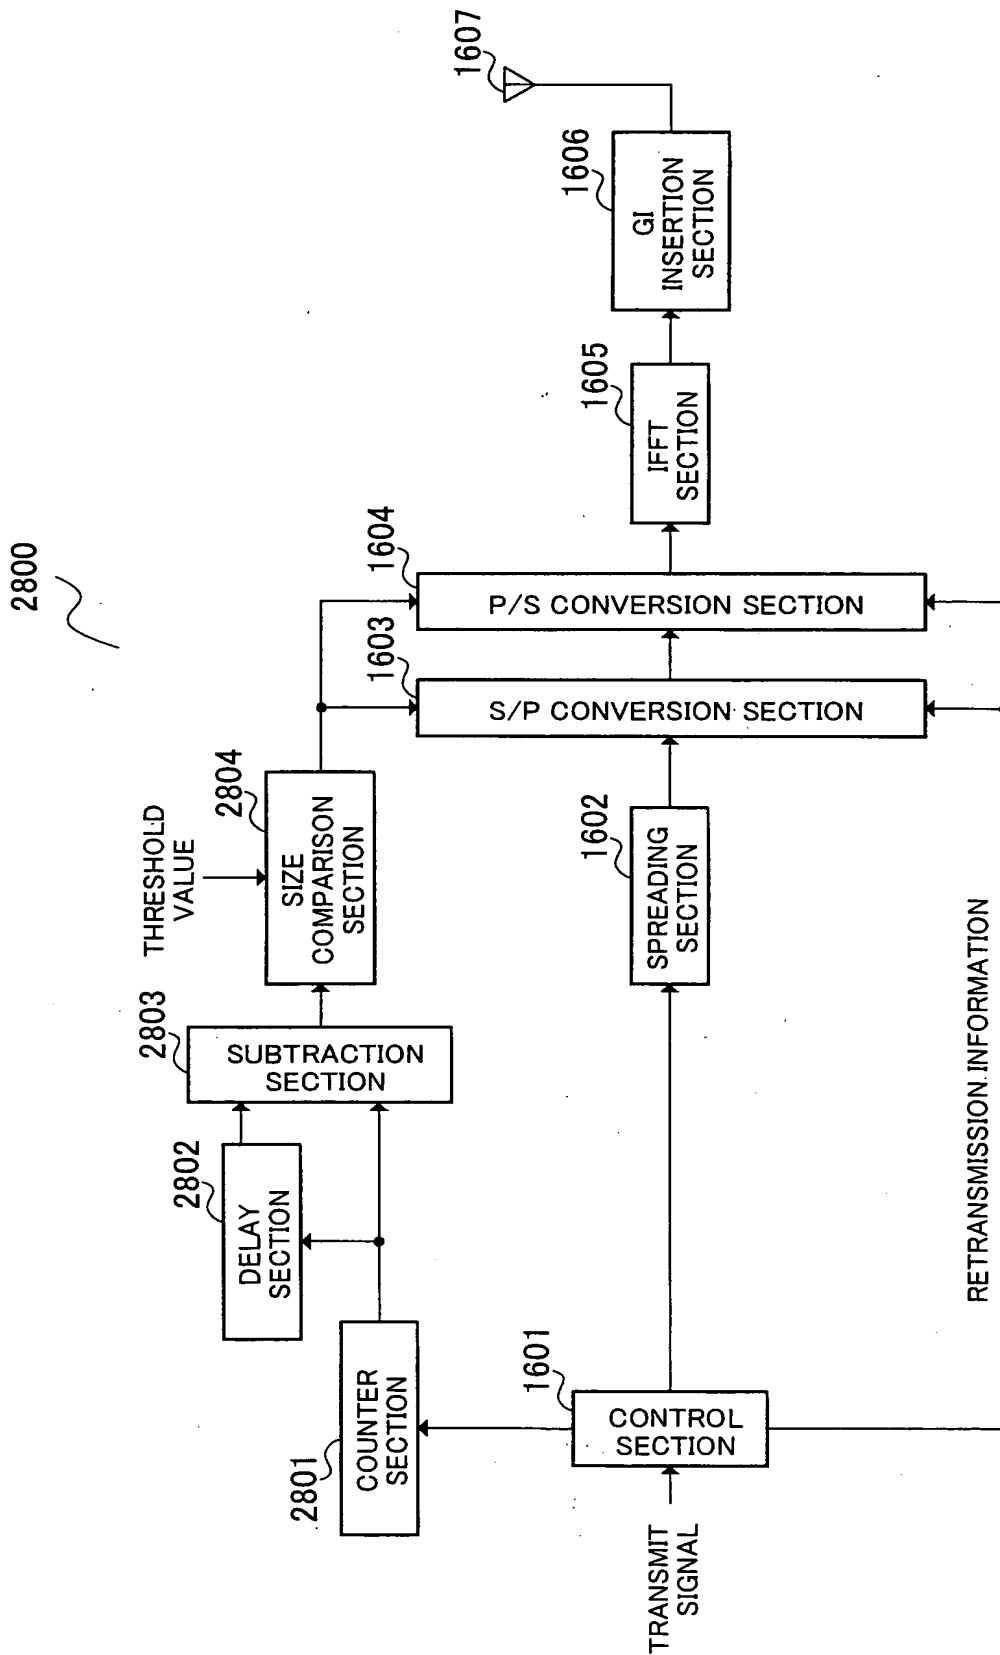 2800
THRESHOLD
VALUE
2801
COUNTER
SECTION
2802
DELAY
SECTION
2803
SUBTRACTION
SECTION
2804
SIZE
COMPARISON
SECTION
TRANSMIT
SIGNAL
1601
CONTROL
SECTION
1602
SPREADING
SECTION
1603
S/P CONVERSION SECTION
1604
P/S CONVERSION SECTION
1605
IFFT
SECTION
1606
GI
INSERTION
SECTION
1607
RETRANSMISSION INFORMATION